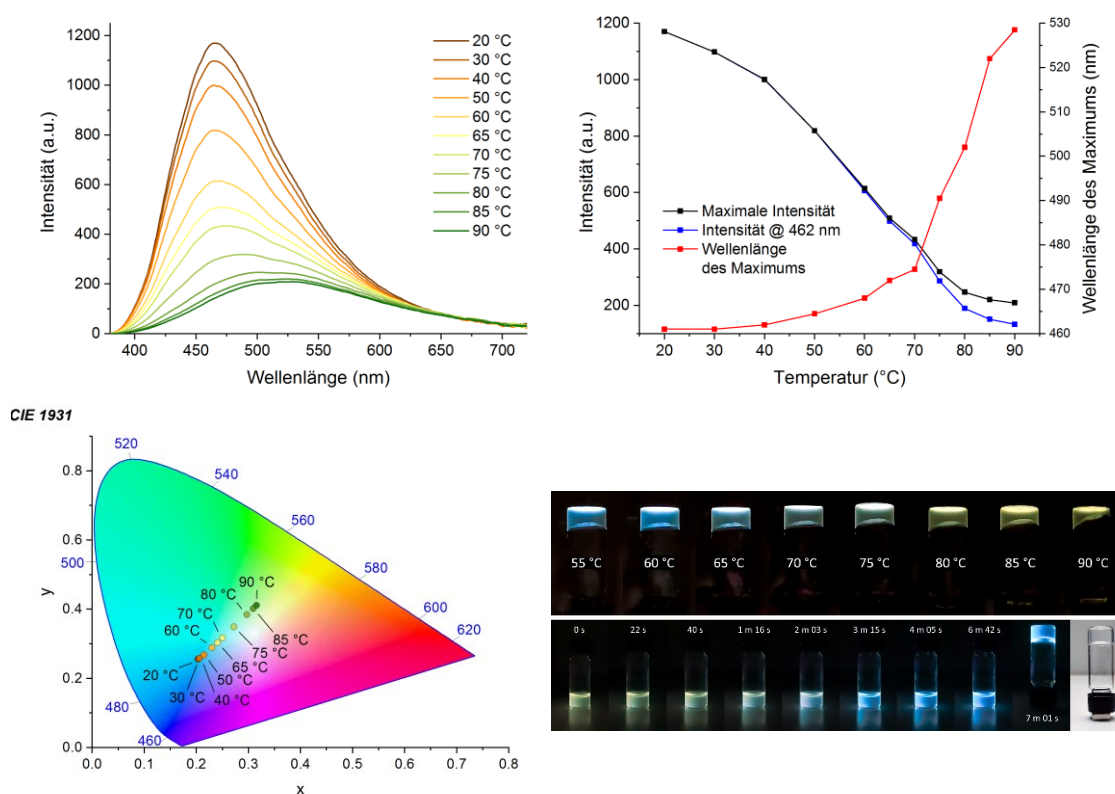 1200
1000
800
600
400
200
0
Intensität (a.u.)
400 450 500 550 600 650 700
Wellenlänge (nm)
20 °C
30 °C
40 °C
50 °C
60 °C
65 °C
70 °C
75 °C
80 °C
85 °C
90 °C
1200
1000
800
600
400
200
Intensität (a.u.)
Maximale Intensität
Intensität @ 462 nm
Wellenlänge
des Maximums
20 30 40 50 60 70 80 90
Temperatur (°C)
530
520
510
500
490
480
470
460
Wellenlänge des Maximums (nm)
CIE 1931
0.8
0.6
0.4
0.2
0.0
y
520
540
560
500
580
600
620
480
460
90 °C
80 °C
70 °C
85 °C
60 °C
75 °C
65 °C
20 °C
50 °C
30 °C
40 °C
0.0 0.1 0.2 0.3 0.4 0.5 0.6 0.7 0.8
x
55 °C 60 °C 65 °C 70 °C 75 °C 80 °C 85 °C 90 °C
0 s 22 s 40 s 1 m 16 s 2 m 03 s 3 m 15 s 4 m 05 s 6 m 42 s
7 m 01 s